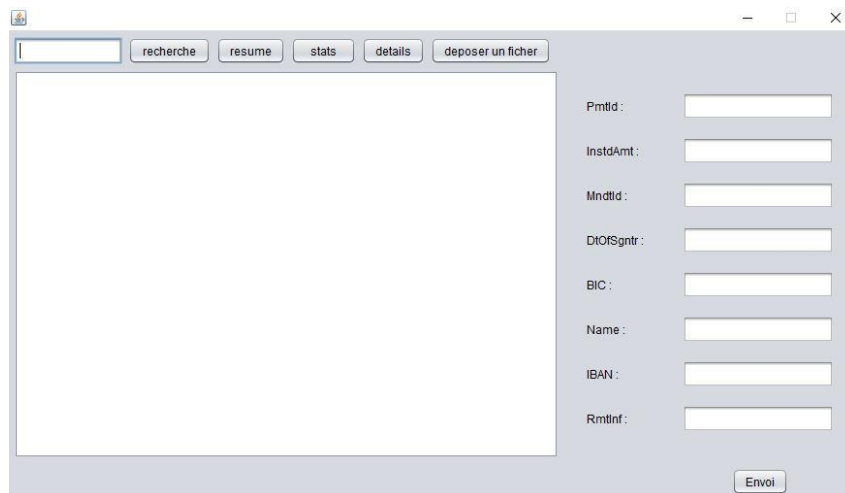 recherche resume stats details deposer un ficher
PmtId :
InstdAmt :
MndtId :
DtOfSgntr :
BIC :
Name :
IBAN :
RmtInf :
Envoi